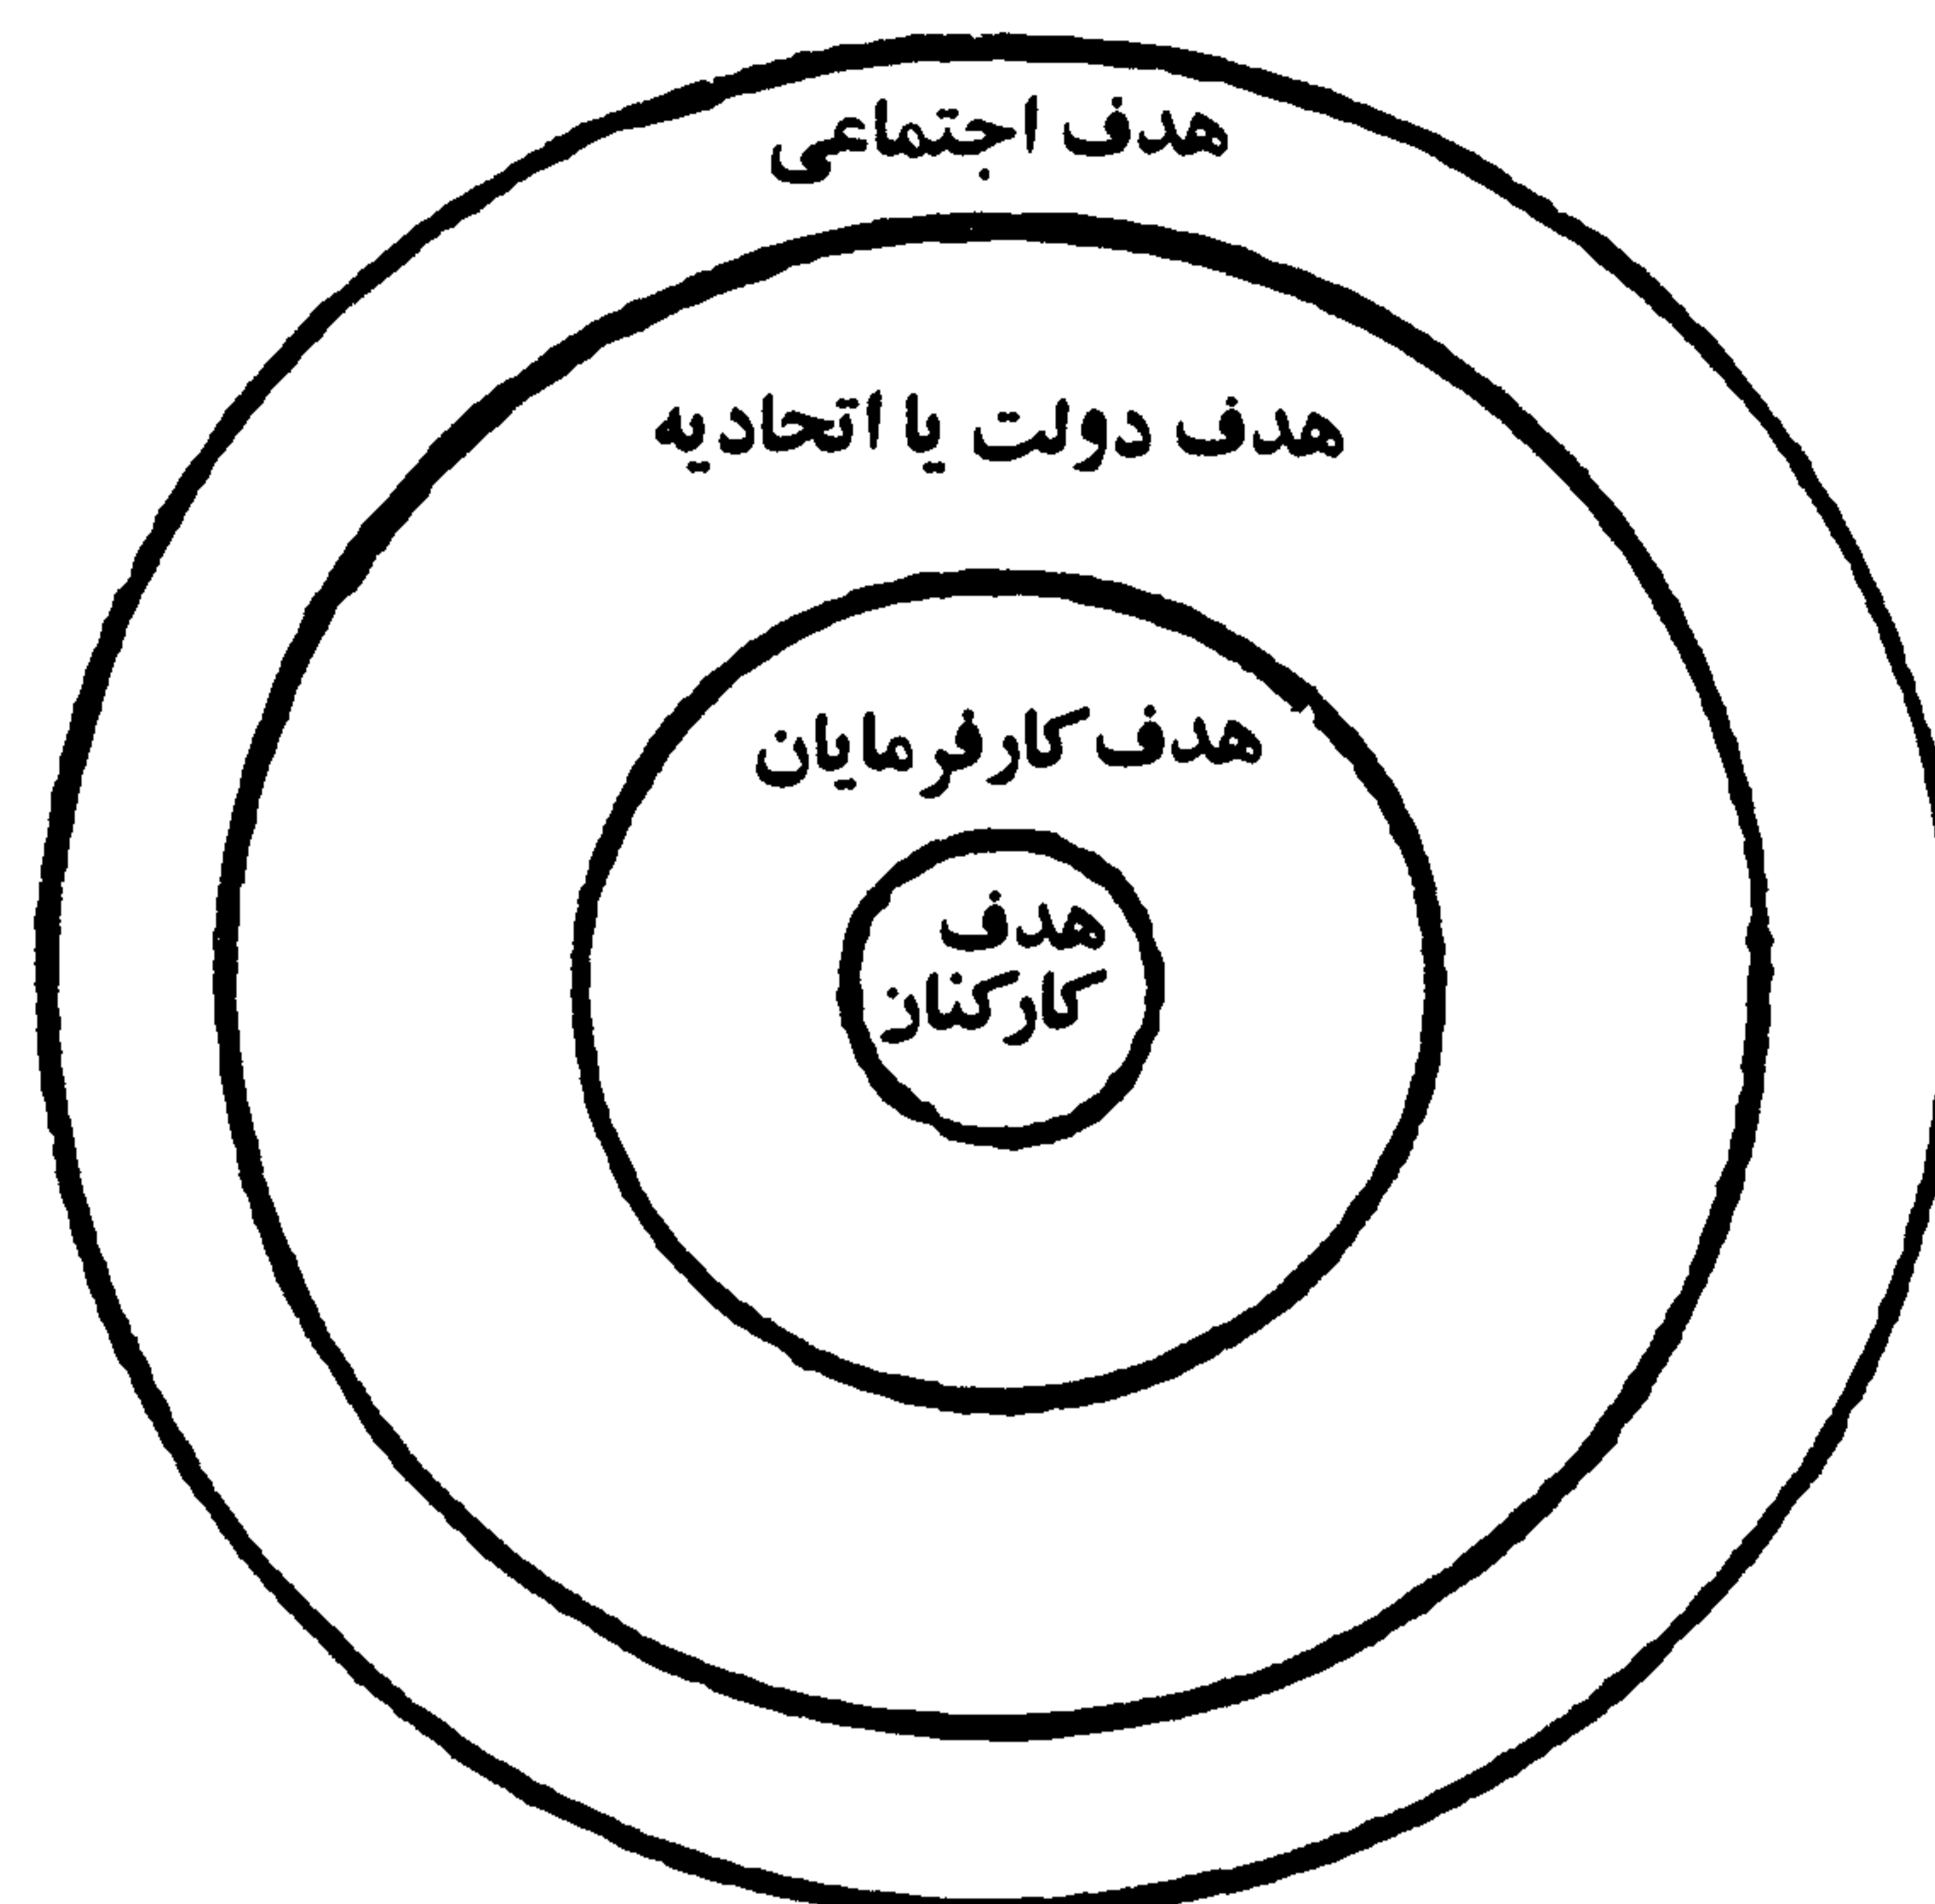 هدف اجتماعی
هدف دولت یا اتحادیه
هدف کارفرمایان
هدف
کارکنان